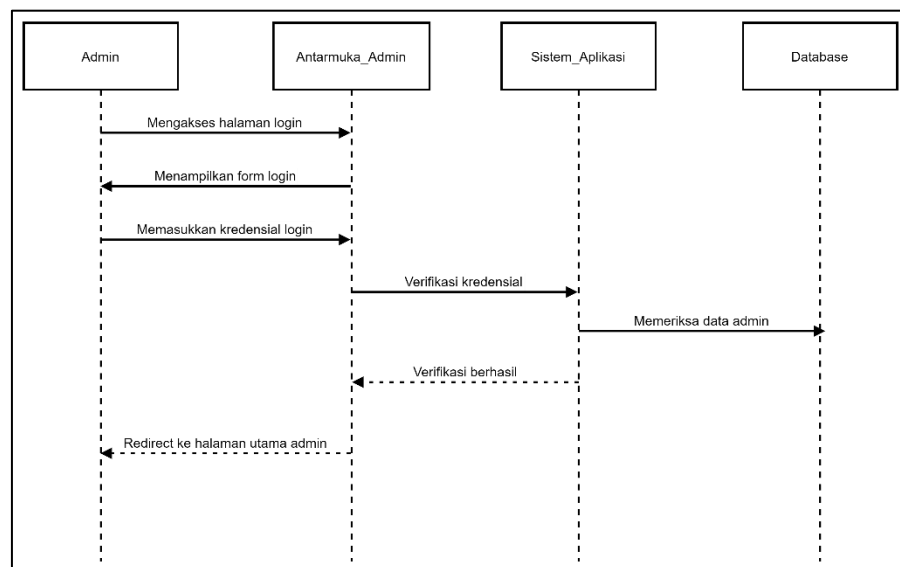 Admin
Antarmuka_Admin
Sistem_Aplikasi
Database
Mengakses halaman login
Menampilkan form login
Memasukkan kredensial login
Verifikasi kredensial
Memeriksa data admin
Verifikasi berhasil
Redirect ke halaman utama admin